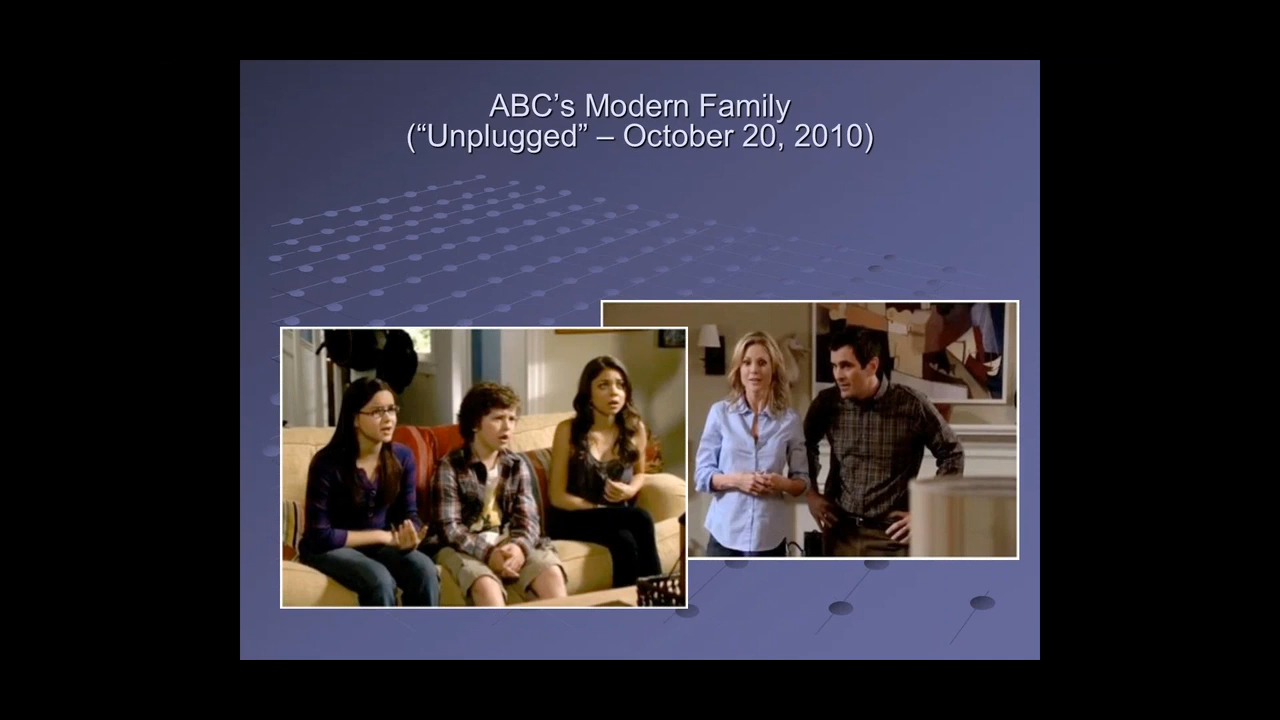 ABC’s Modern Family
(“Unplugged” – October 20, 2010)